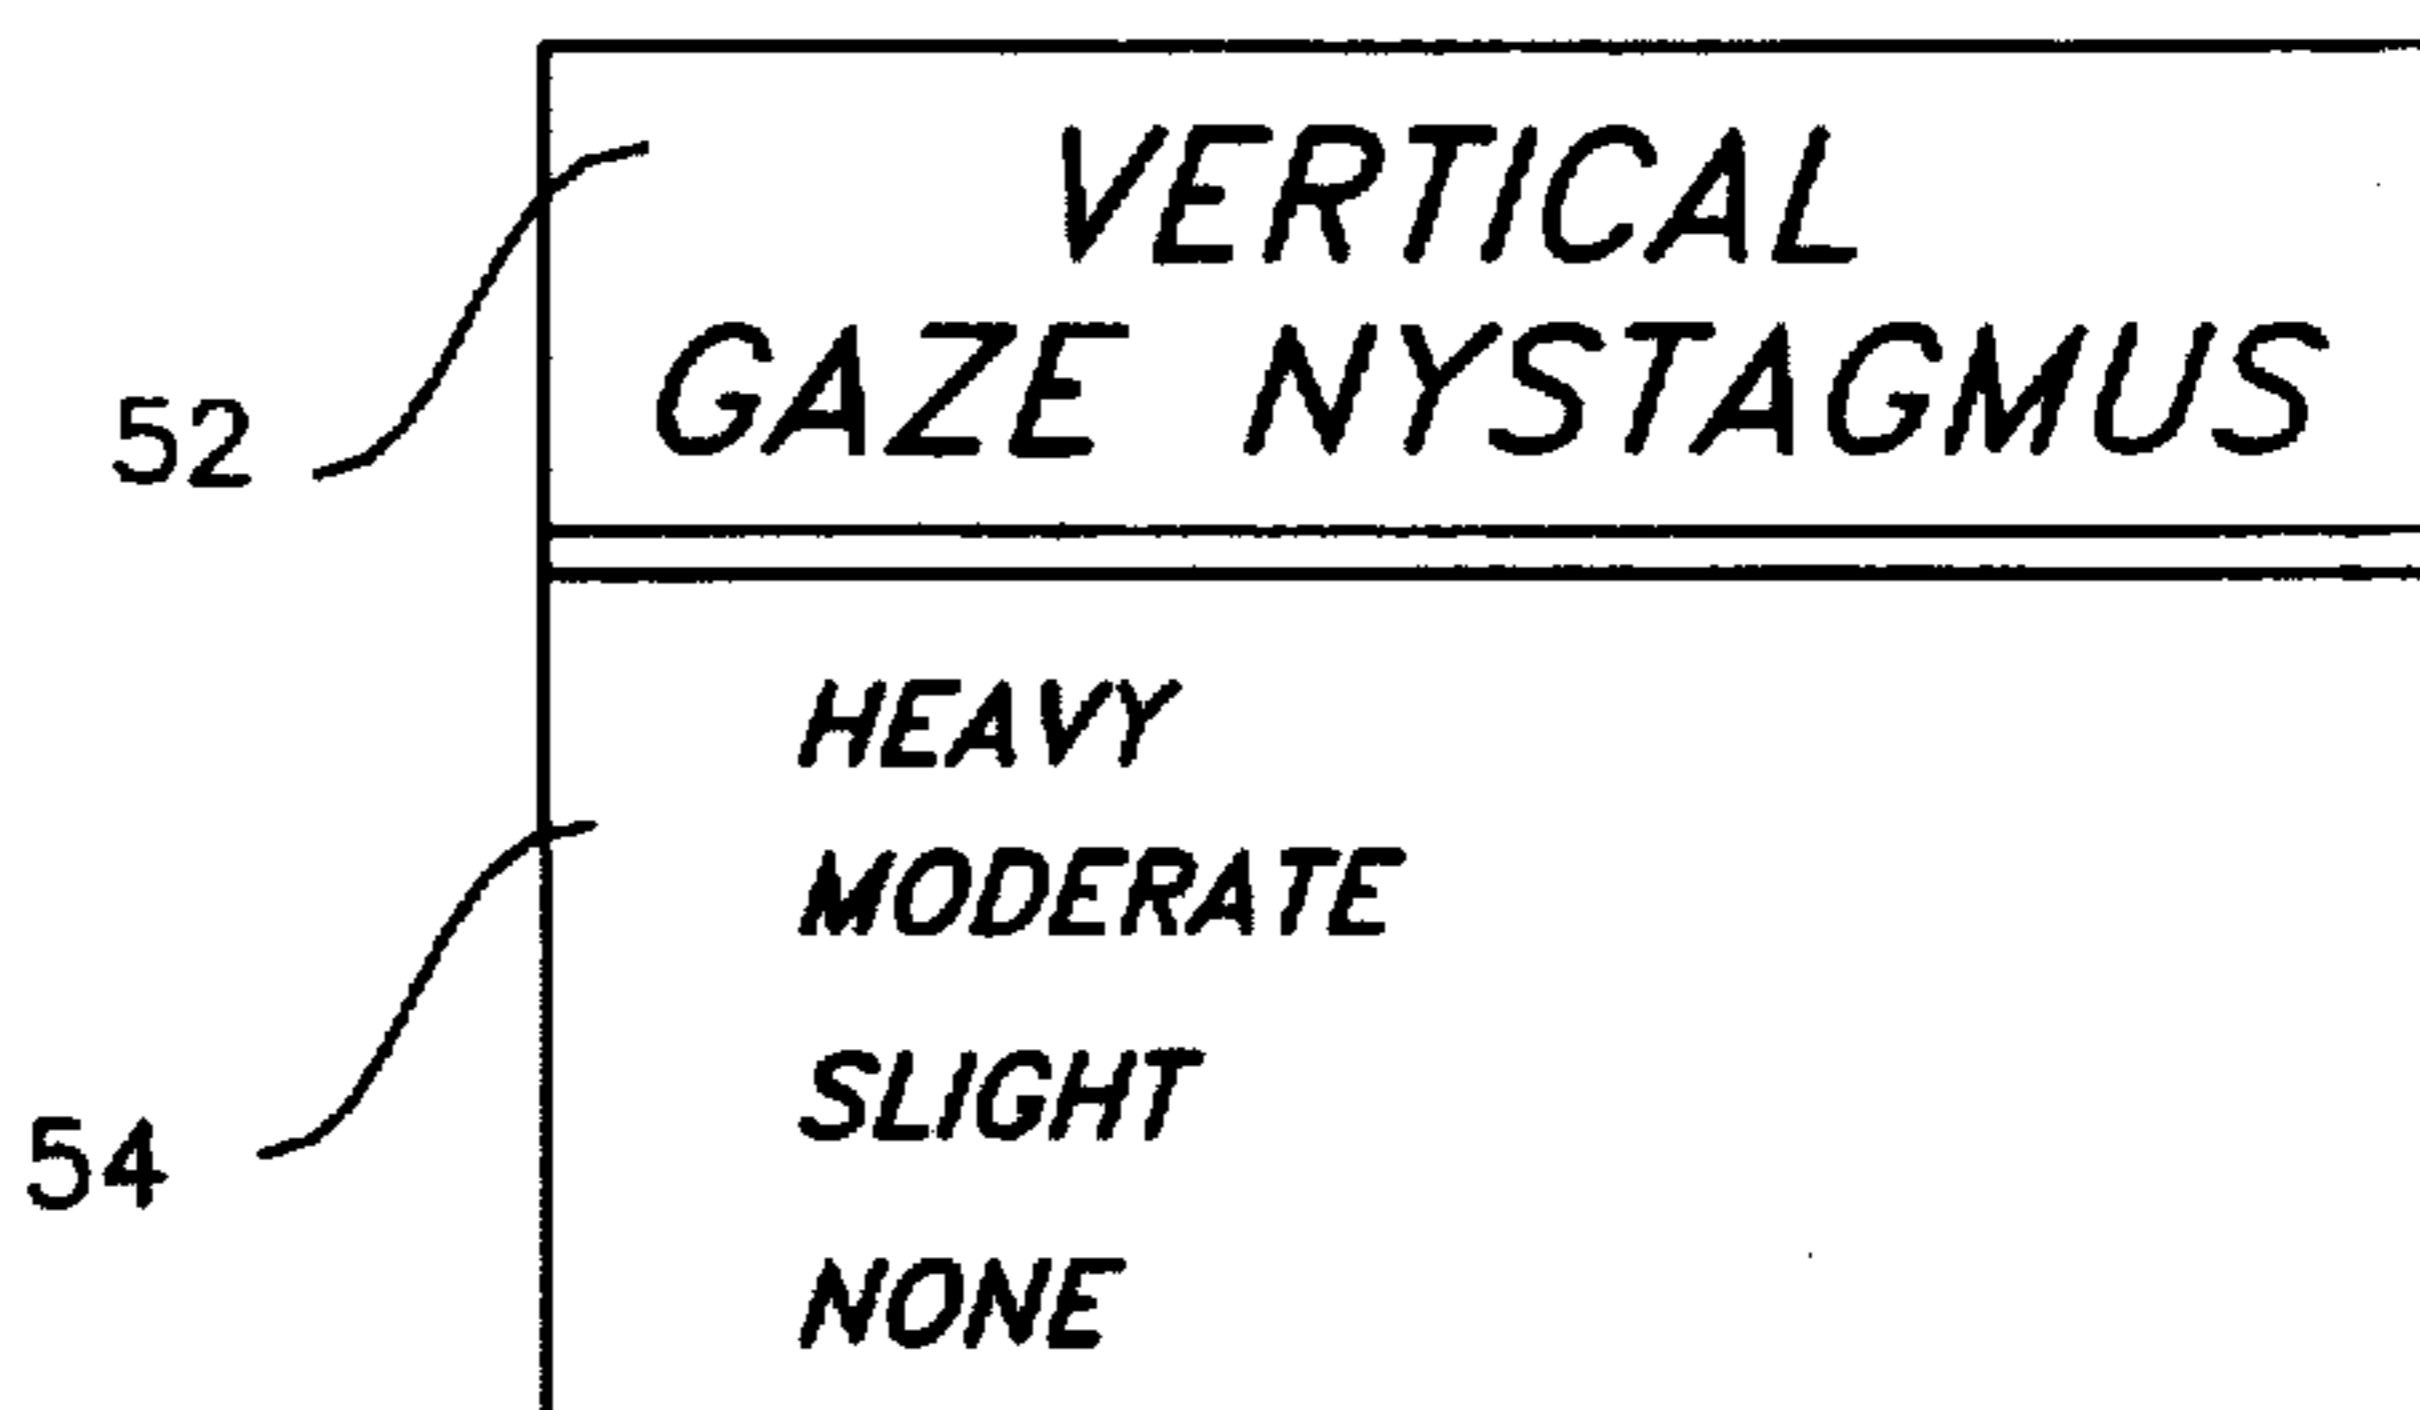 VERTICAL
GAZE NYSTAGMUS
52
HEAVY
MODERATE
SLIGHT
54
NONE